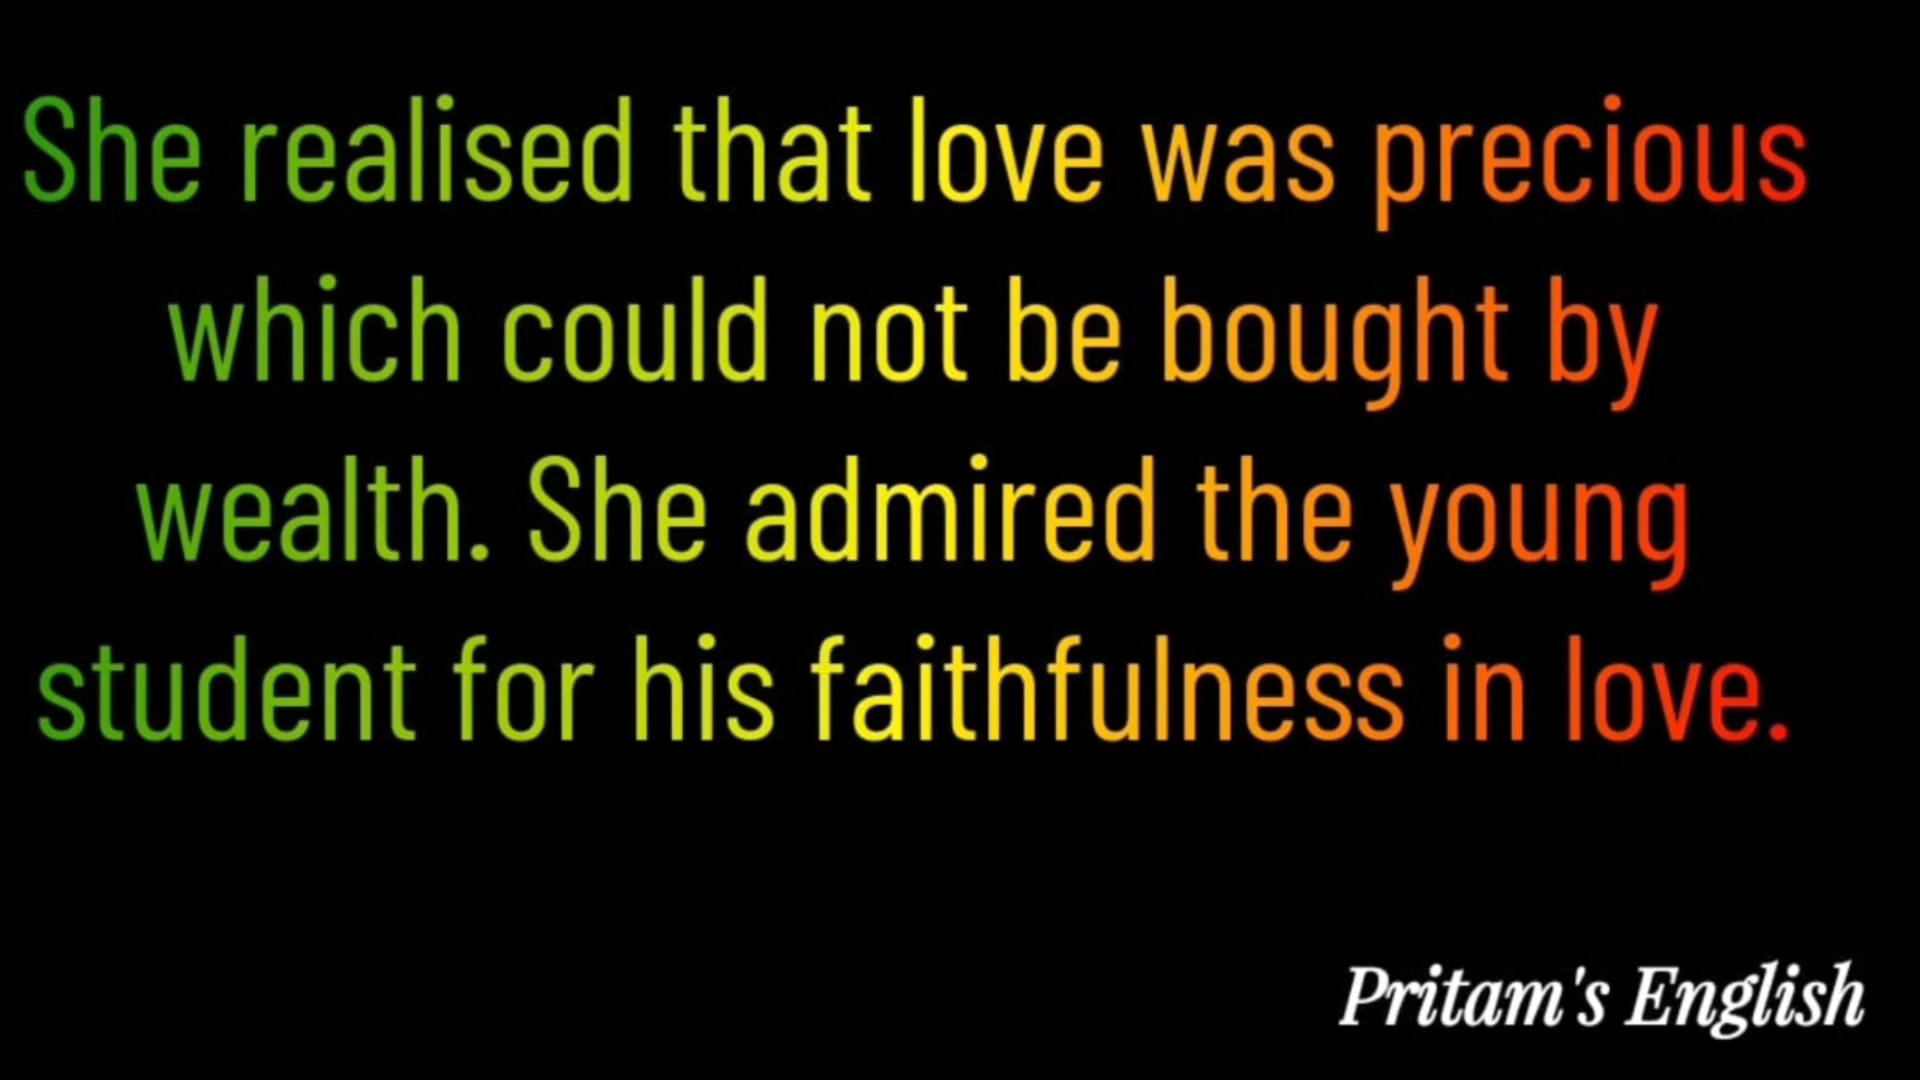 She realised that love was precious
which could not be bought by
wealth. She admired the young
student for his faithfulness in love.
Pritam's English